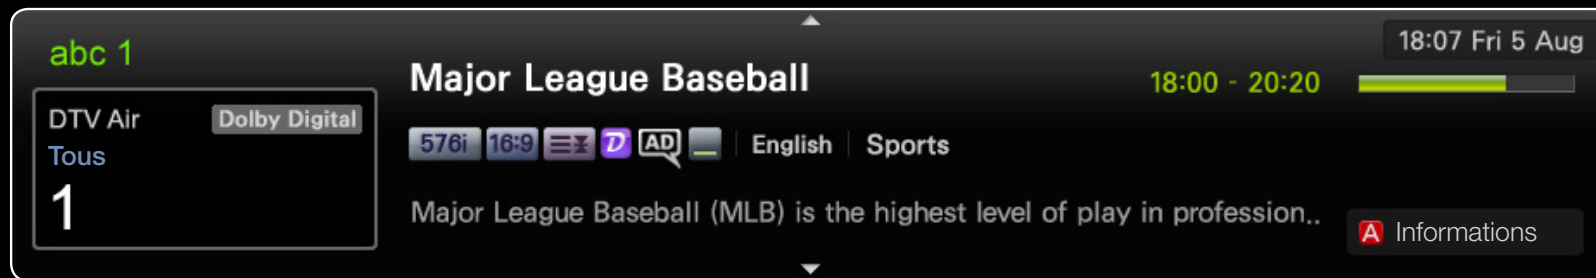 abc 1
DTV Air Dolby Digital
Tous
1
Major League Baseball
18:00 - 20:20
18:07 Fri 5 Aug
576i 16:9 D AD English Sports
Major League Baseball (MLB) is the highest level of play in profession..
A Informations